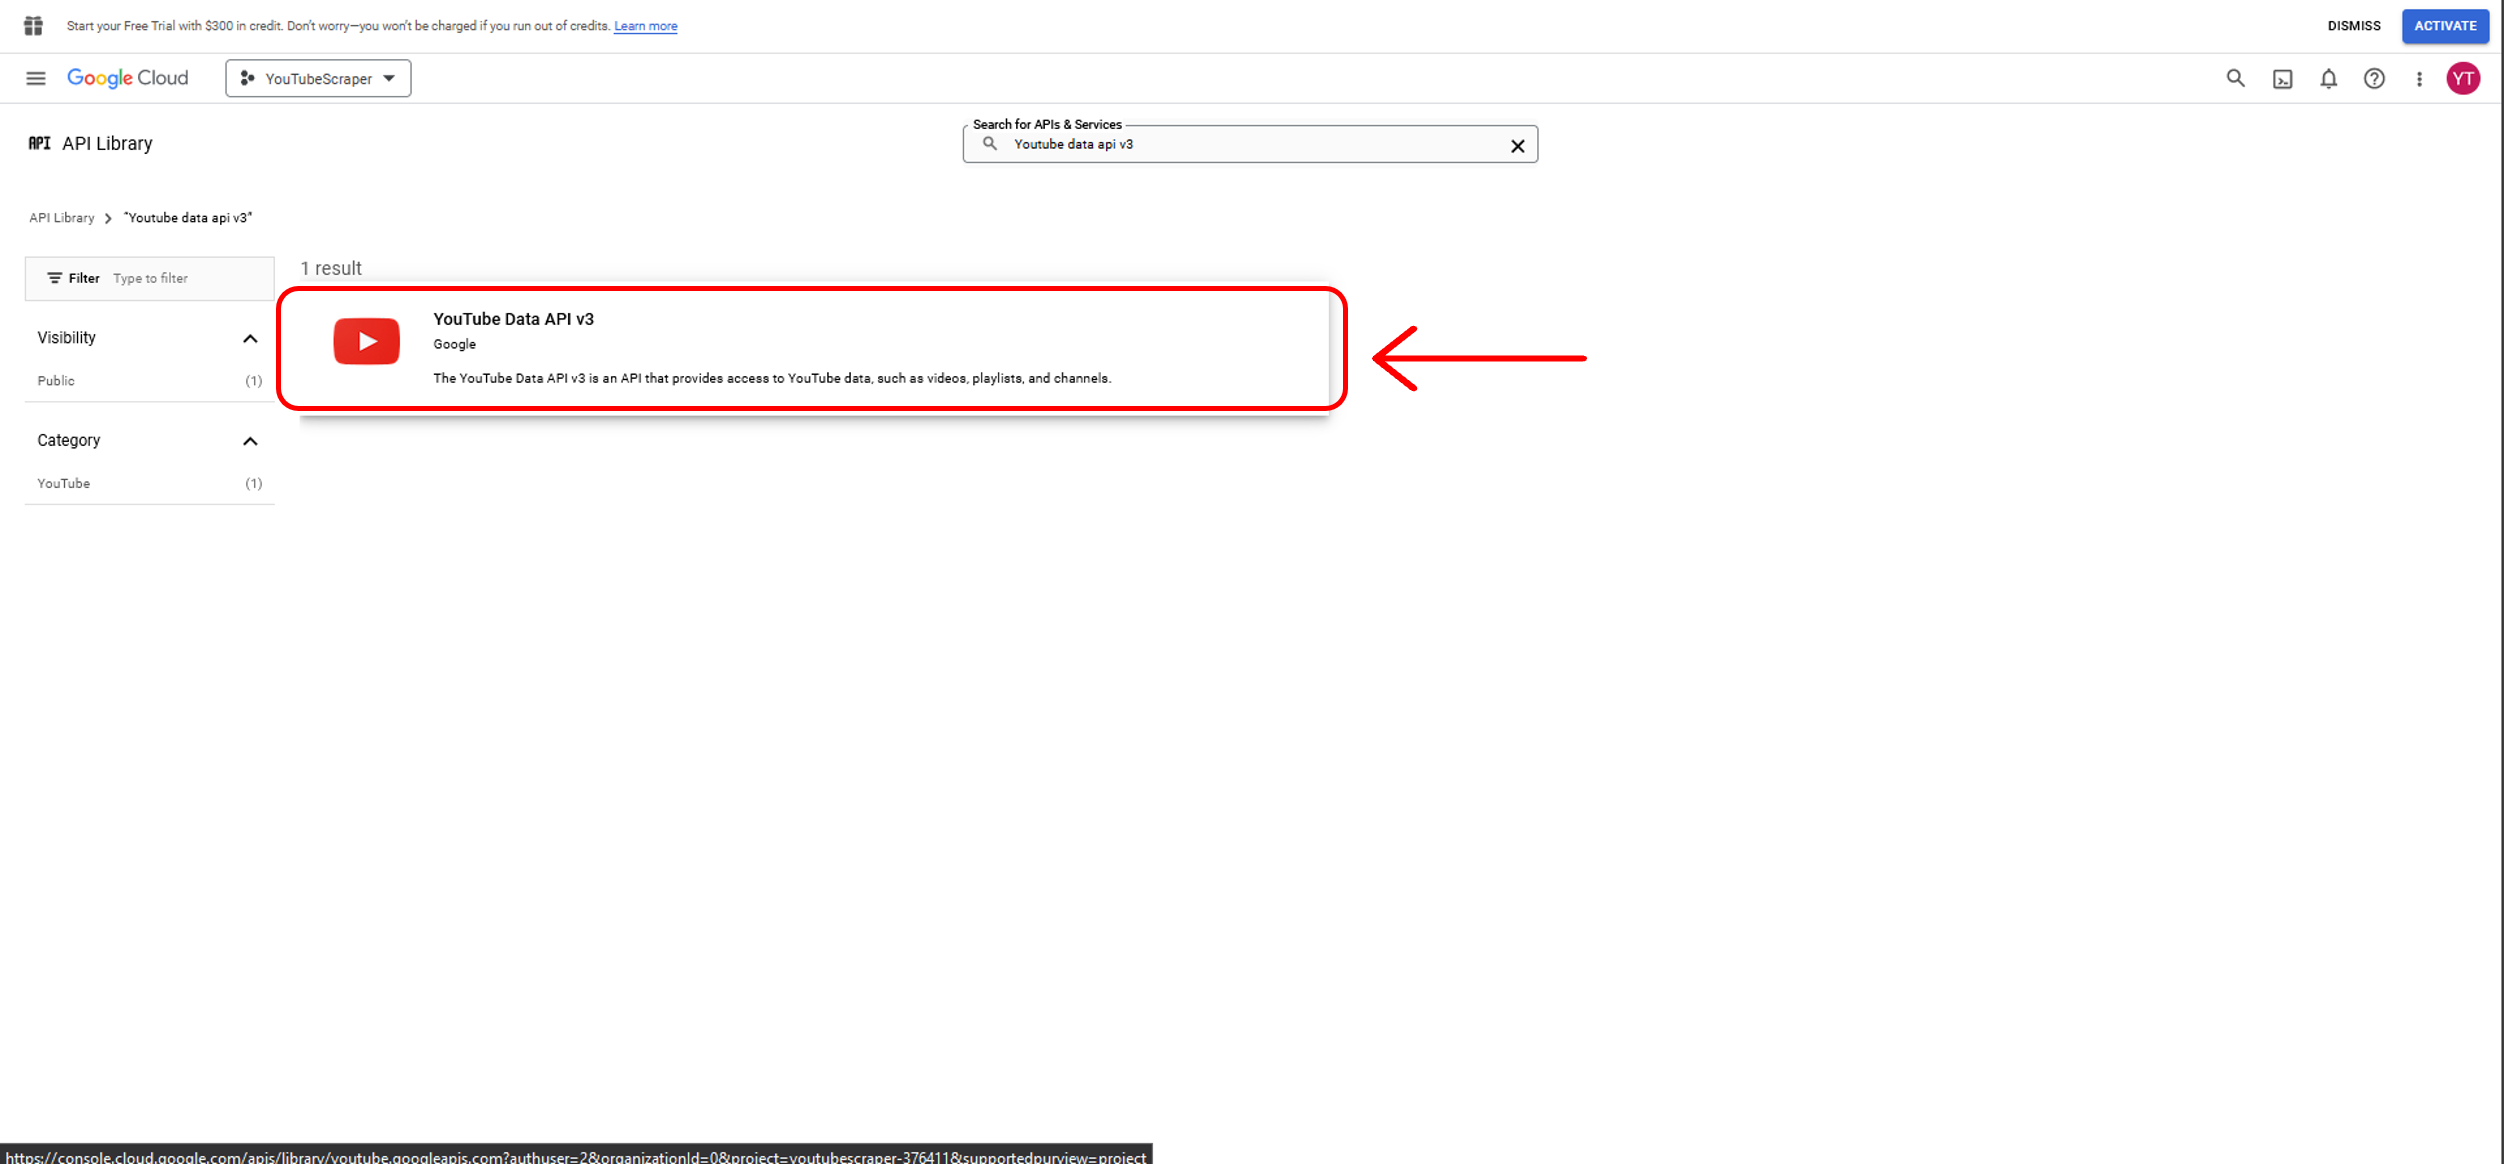 Start your Free Trial with $300 in credit. Don't worry—you won't be charged if you run out of credits. Learn more
DISMISS
ACTIVATE
Google Cloud
YouTubeScraper
YT
API API Library
Search for APIs & Services
Youtube data api v3
API Library > "Youtube data api v3"
Filter Type to filter
1 result
Visibility
Public (1)
Category
YouTube (1)
YouTube Data API v3
Google
The YouTube Data API v3 is an API that provides access to YouTube data, such as videos, playlists, and channels.
https://console.cloud.google.com/apis/library/youtube.googleapis.com?authuser=2&organizationId=0&project=youtubescraper-376411&supportedpurview=project